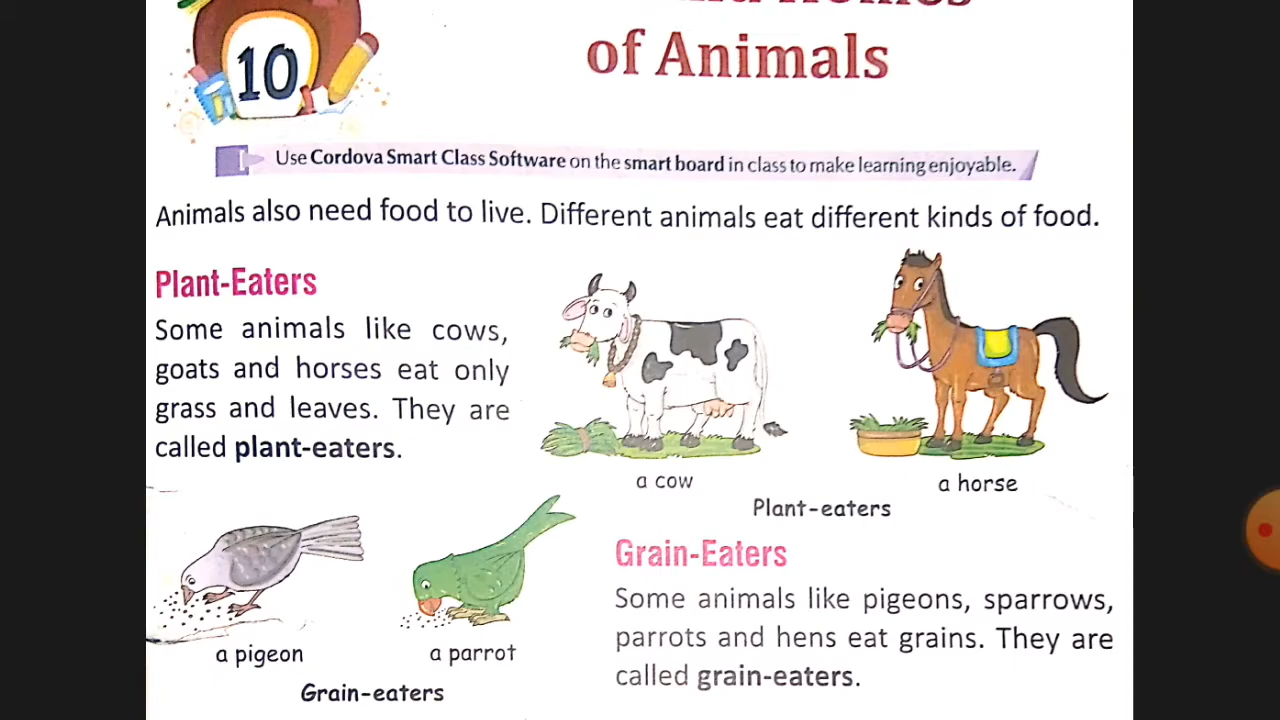 10
of Animals
Use Cordova Smart Class Software on the smart board in class to make learning enjoyable.
Animals also need food to live. Different animals eat different kinds of food.
Plant-Eaters
Some animals like cows,
goats and horses eat only
grass and leaves. They are
called plant-eaters.
a cow
a horse
Plant-eaters
a pigeon
a parrot
Grain-eaters
Grain-Eaters
Some animals like pigeons, sparrows,
parrots and hens eat grains. They are
called grain-eaters.